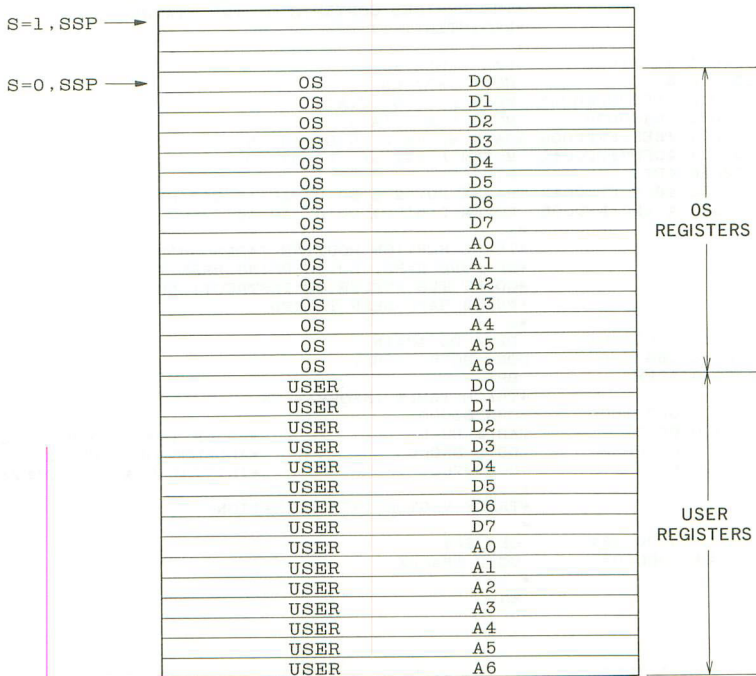 S=1,SSP
S=0,SSP
OS D0
OS D1
OS D2
OS D3
OS D4
OS D5
OS D6
OS D7
OS A0
OS A1
OS A2
OS A3
OS A4
OS A5
OS A6
USER D0
USER D1
USER D2
USER D3
USER D4
USER D5
USER D6
USER D7
USER A0
USER A1
USER A2
USER A3
USER A4
USER A5
USER A6
OS
REGISTERS
USER
REGISTERS